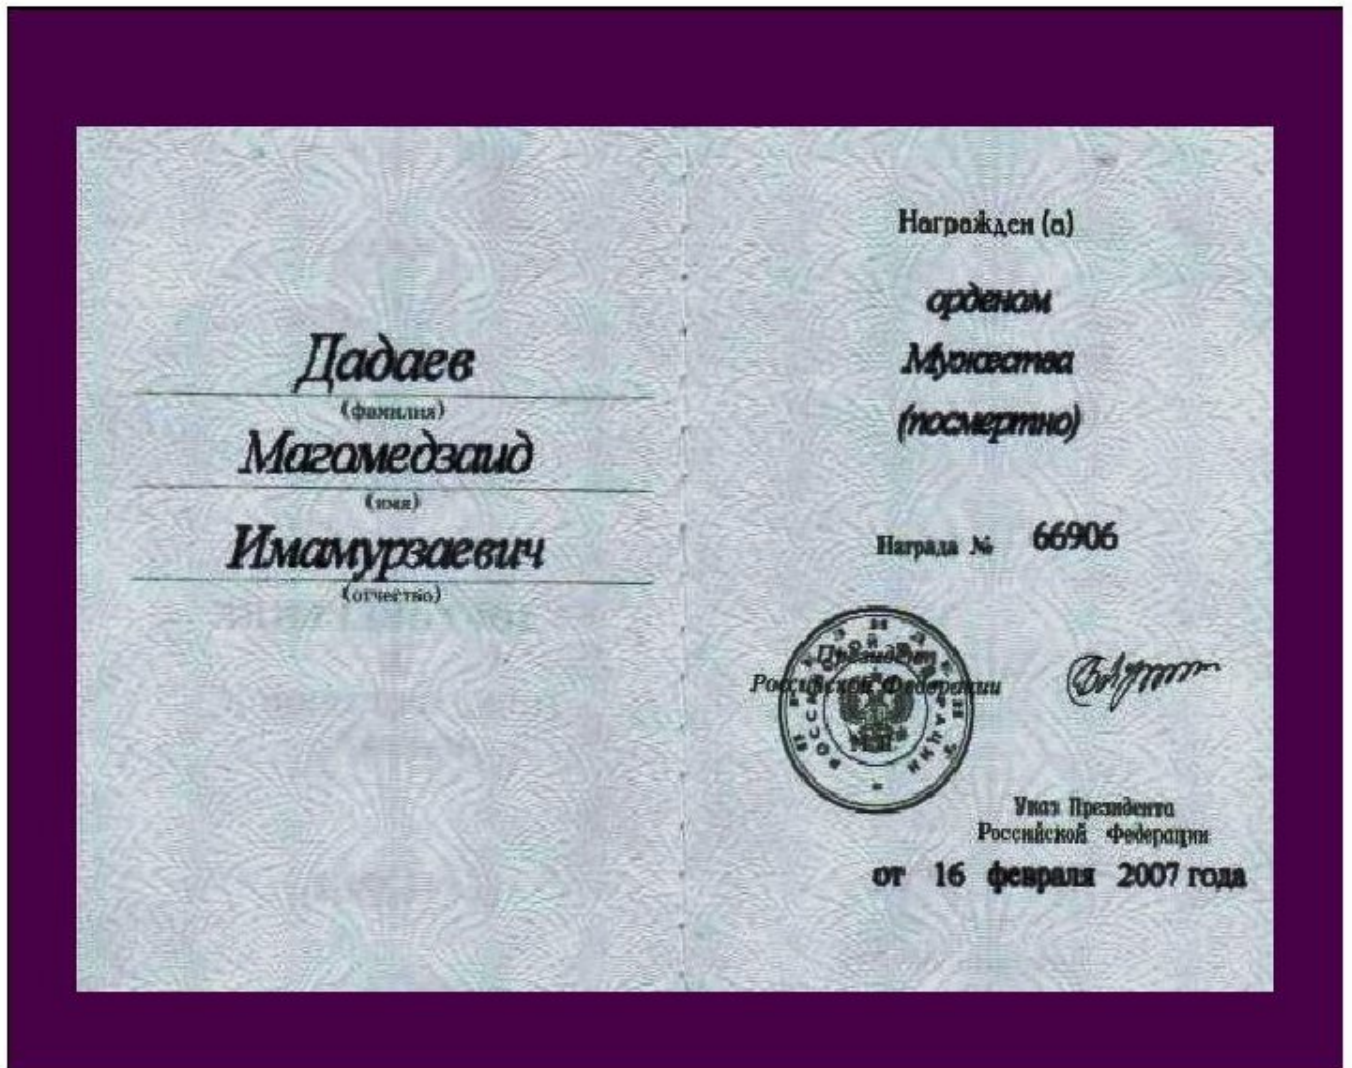 Дадаев
(фамилия)
Магомедзаид
(имя)
Имамурзаевич
(отчество)
Награжден (а)
орденом
Мужества
(посмертно)
Награда № 66906
Президент
Российской Федерации
Указ Президента
Российской Федерации
от 16 февраля 2007 года